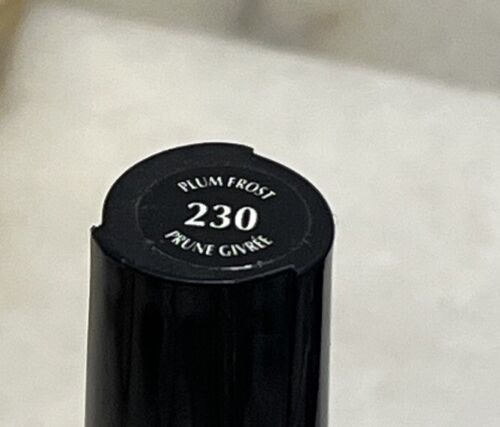 PLUM FROST
230
PRUNE GIVRÉE